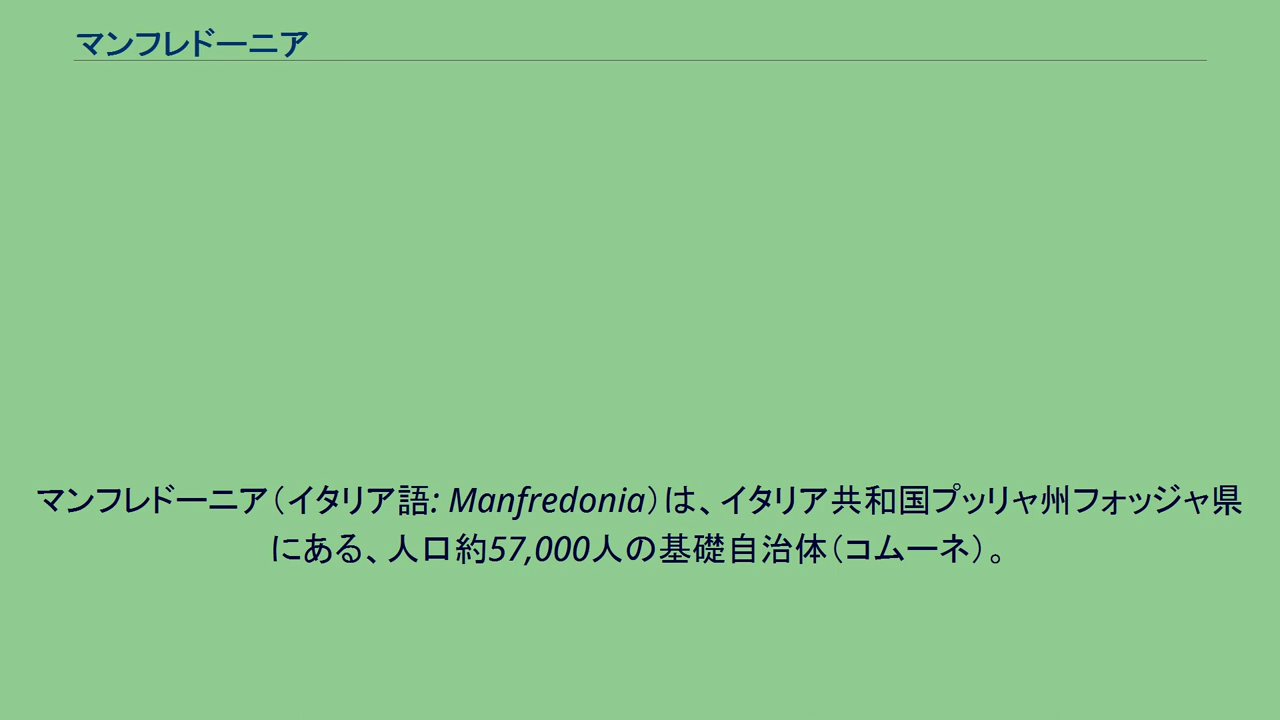 マンフレドーニア
マンフレドーニア（イタリア語: Manfredonia）は、イタリア共和国プッリャ州フォッジャ県
にある、人口約57,000人の基礎自治体（コムーネ）。